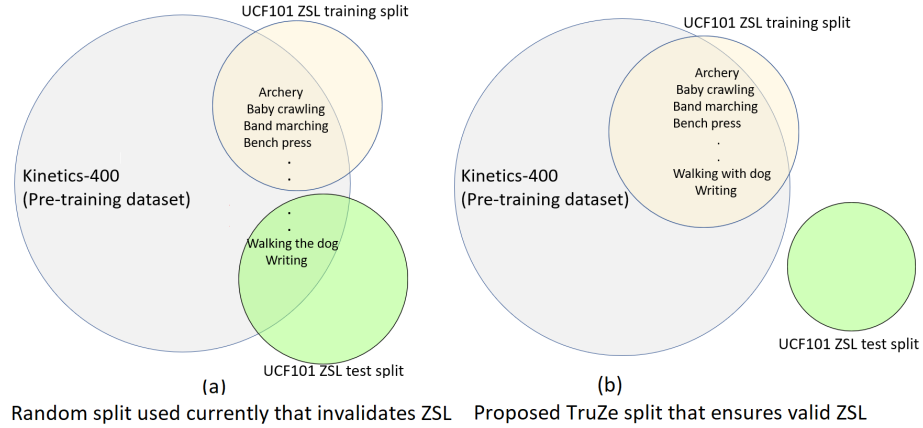 UCF101 ZSL training split
Archery
Baby crawling
Band marching
Bench press
.
.
Kinetics-400
(Pre-training dataset)
.
.
Walking the dog
Writing
UCF101 ZSL test split
(a)
Random split used currently that invalidates ZSL
UCF101 ZSL training split
Archery
Baby crawling
Band marching
Bench press
.
.
Walking with dog
Writing
Kinetics-400
(Pre-training dataset)
UCF101 ZSL test split
(b)
Proposed TruZe split that ensures valid ZSL